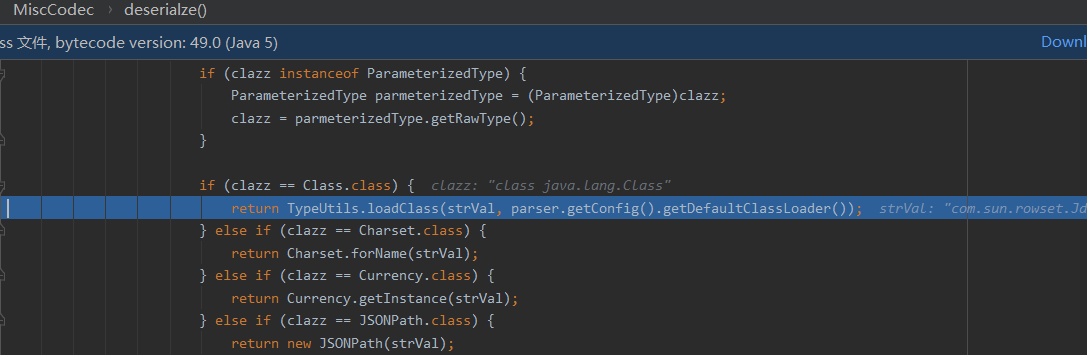 MiscCodec › deserialze()
ss 文件, bytecode version: 49.0 (Java 5) Downl
if (clazz instanceof ParameterizedType) {
ParameterizedType parmeterizedType = (ParameterizedType)clazz;
clazz = parmeterizedType.getRawType();
}
if (clazz == Class.class) { clazz: "class java.lang.Class"
return TypeUtils.loadClass(strVal, parser.getConfig().getDefaultClassLoader()); strVal: "com.sun.rowset.Jd
} else if (clazz == Charset.class) {
return Charset.forName(strVal);
} else if (clazz == Currency.class) {
return Currency.getInstance(strVal);
} else if (clazz == JSONPath.class) {
return new JSONPath(strVal);